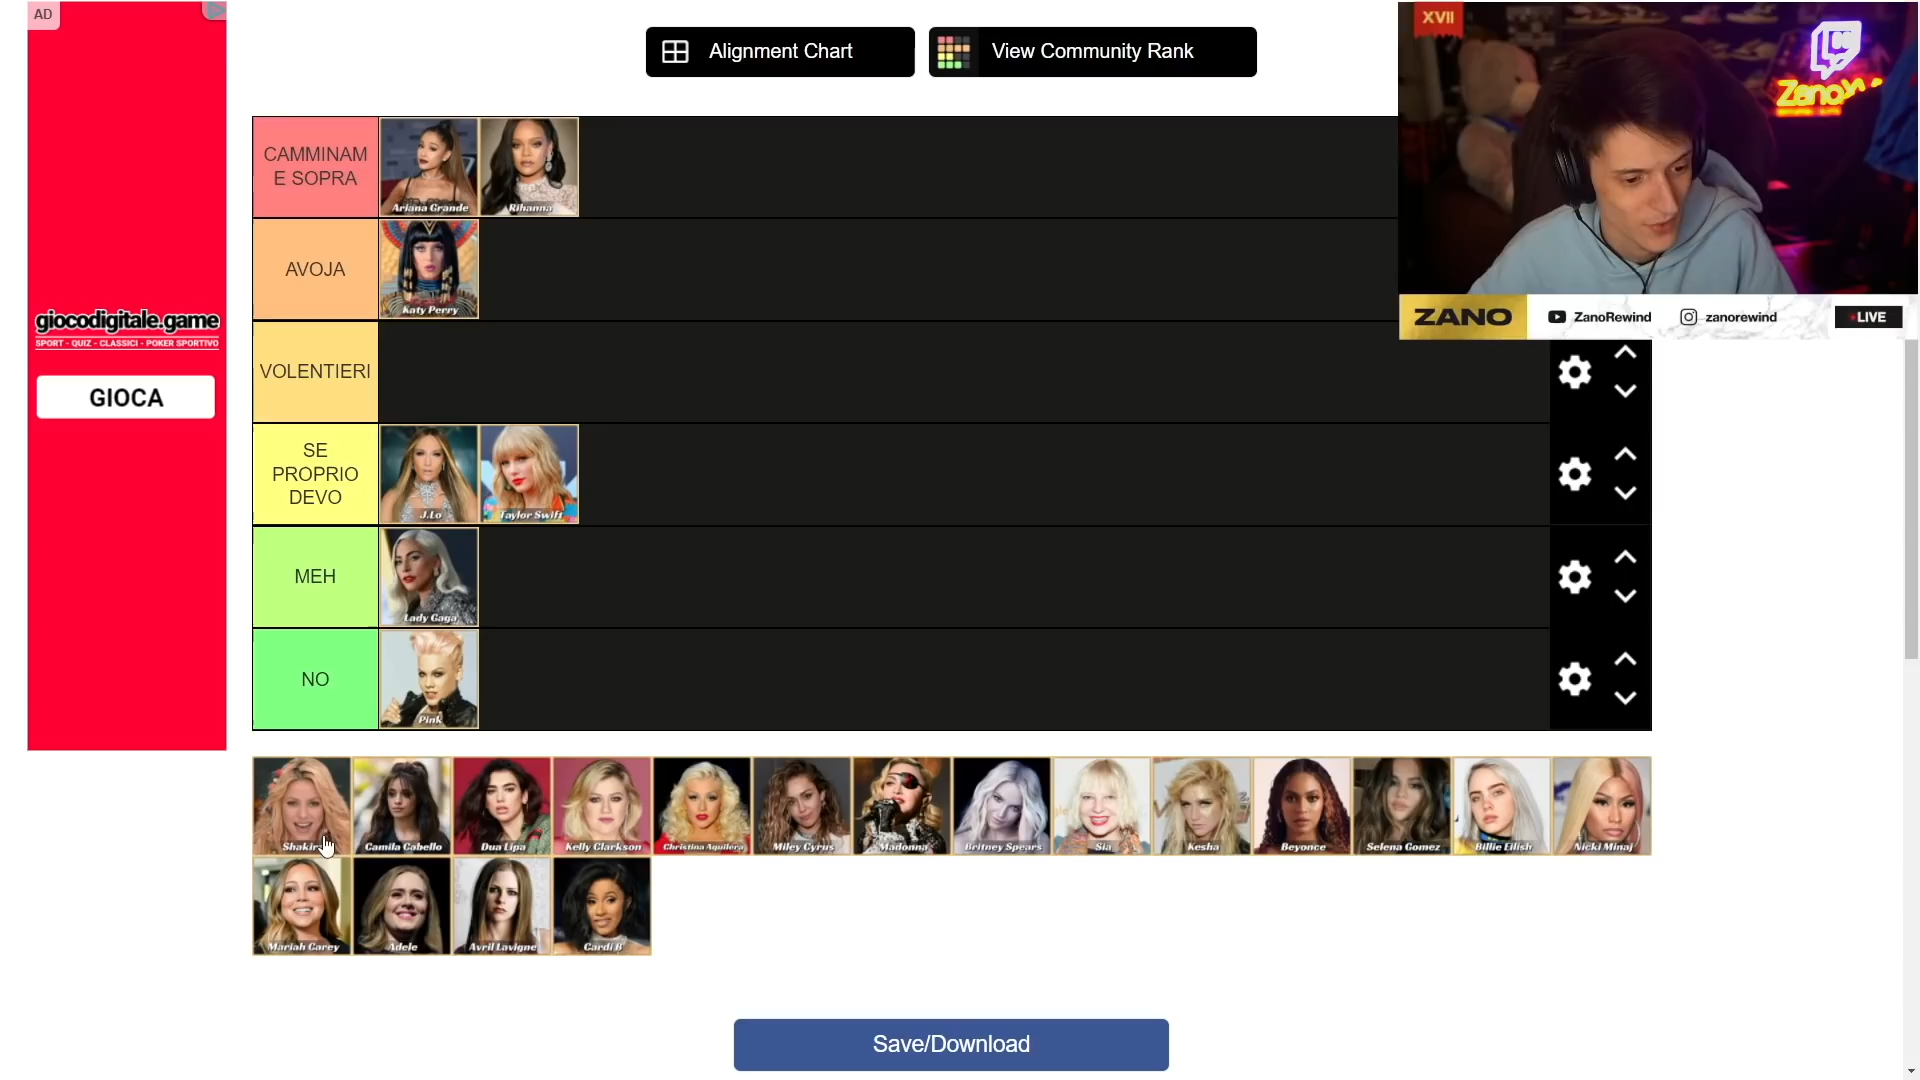 AD
Alignment Chart
View Community Rank
XVII
Zano
giocodigitale.game
SPORT - QUIZ - CLASSICI - POKER SPORTIVO
GIOCA
ZANO
ZanoRewind
zanorewind
LIVE
CAMMINAM
E SOPRA
Ariana Grande
Rihanna
AVOJA
Katy Perry
VOLENTIERI
SE
PROPRIO
DEVO
J.Lo
Taylor Swift
MEH
Lady Gaga
NO
Pink
Shakira
Camila Cabello
Dua Lipa
Kelly Clarkson
Christina Aguilera
Miley Cyrus
Madonna
Britney Spears
Sia
Kesha
Beyonce
Selena Gomez
Billie Eilish
Nicki Minaj
Mariah Carey
Adele
Avril Lavigne
Cardi B
Save/Download